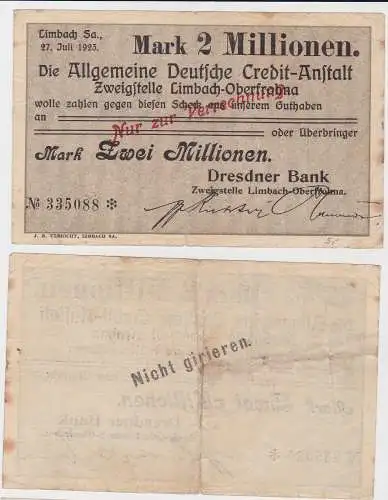 Limbach Sa.,
27. Juli 1923.
Mark 2 Millionen.
Die Allgemeine Deutsche Credit-Anstalt
Zweigstelle Limbach-Oberfrohna
wolle zahlen gegen diesen Scheck aus unserem Guthaben
an
Nur zur Verrechnung
oder Überbringer
Mark Zwei Millionen.
Dresdner Bank
Zweigstelle Limbach-Oberfrohna.
№ 335088 *
Nicht girieren.